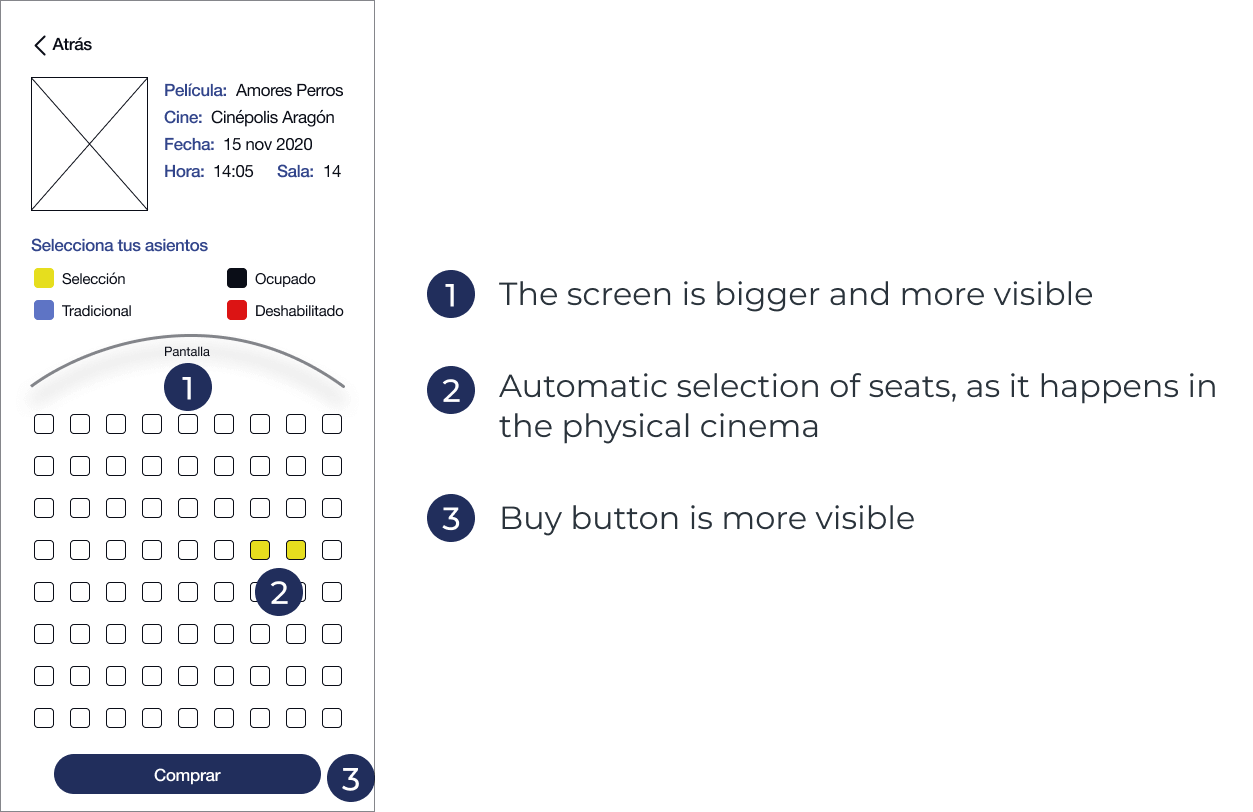 Atrás
Película: Amores Perros
Cine: Cinépolis Aragón
Fecha: 15 nov 2020
Hora: 14:05 Sala: 14
Selecciona tus asientos
Selección
Ocupado
Tradicional
Deshabilitado
Pantalla
1
2
Comprar
3
1 The screen is bigger and more visible
2 Automatic selection of seats, as it happens in
the physical cinema
3 Buy button is more visible